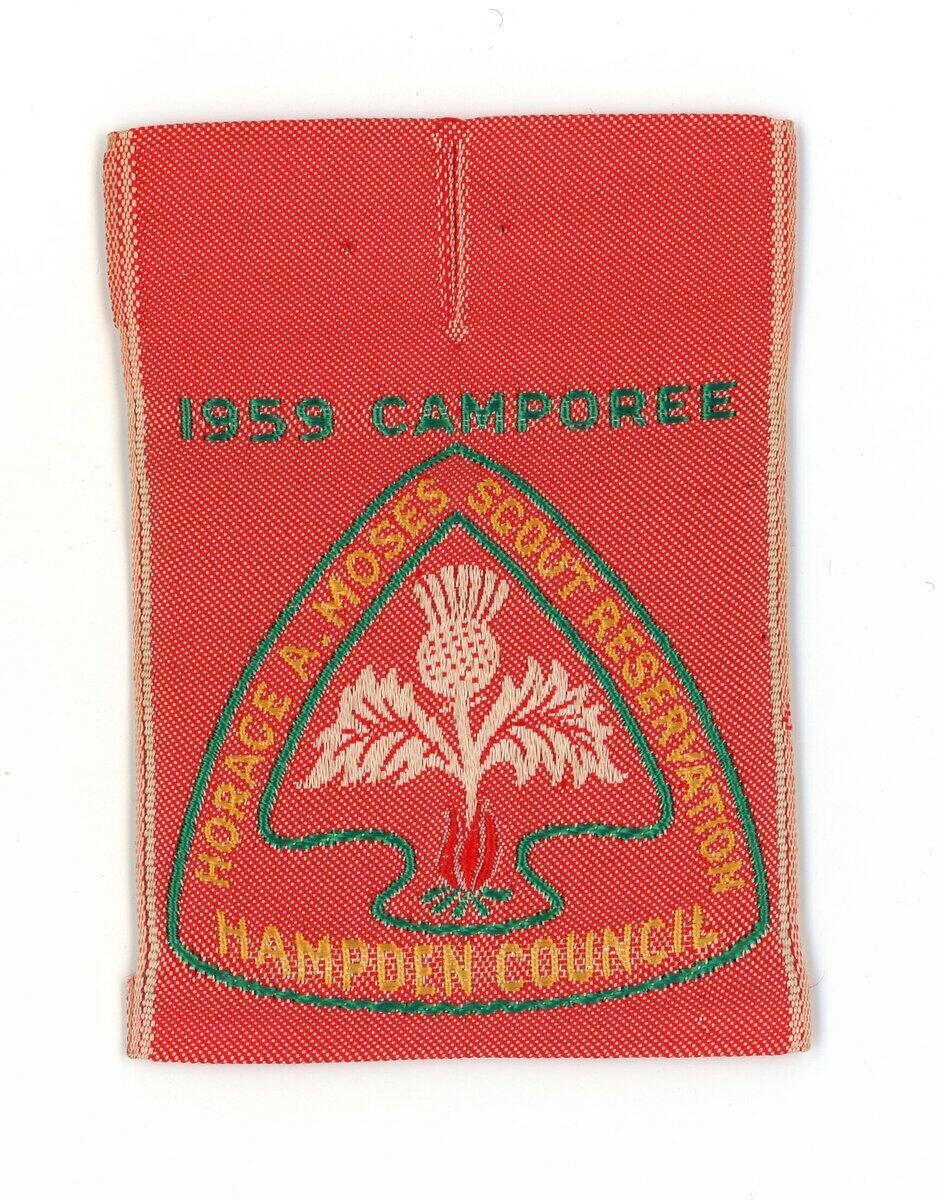 1959 CAMPOREE
HORACE A. MOSES SCOUT RESERVATION
HAMPDEN COUNCIL